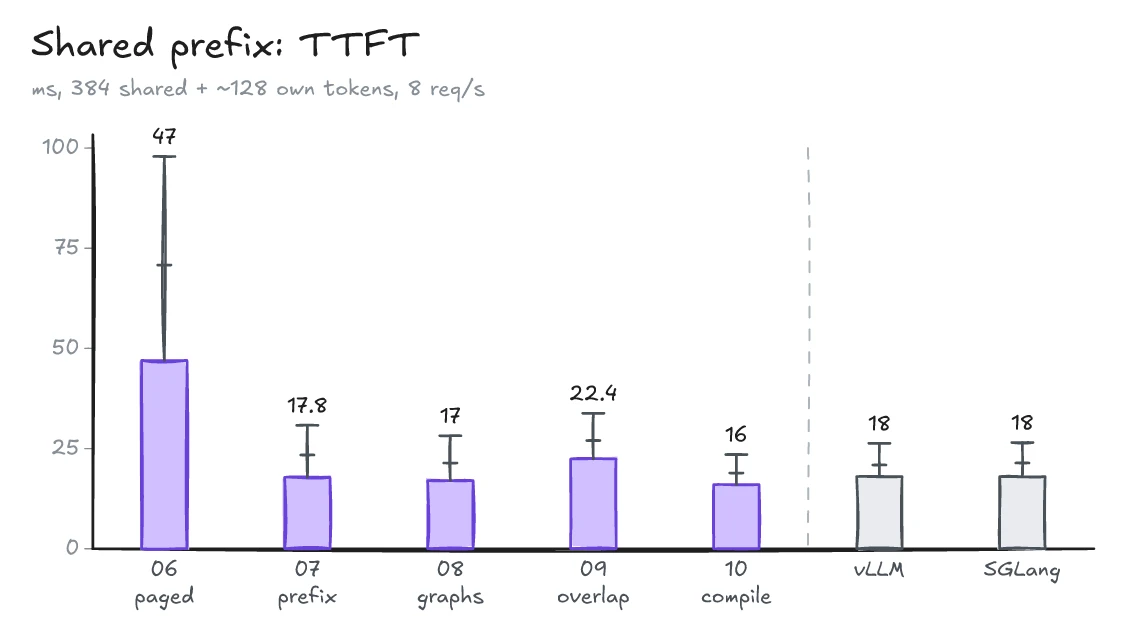 Shared prefix: TTFT
ms, 384 shared + ~128 own tokens, 8 req/s
100
75
50
25
0
47
17.8
17
22.4
16
18
18
06
paged
07
prefix
08
graphs
09
overlap
10
compile
vLLM
SGLang